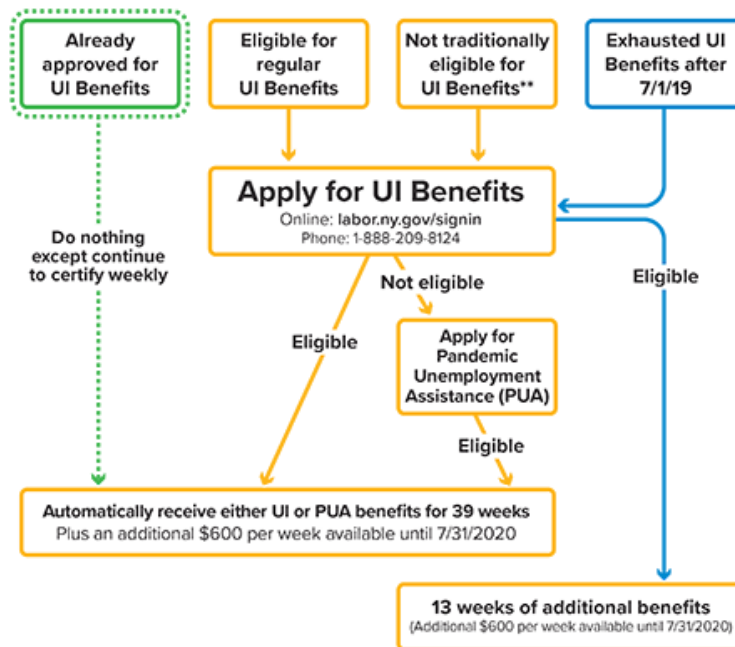 Already
approved for
UI Benefits
Eligible for
regular
UI Benefits
Not traditionally
eligible for
UI Benefits**
Exhausted UI
Benefits after
7/1/19
Apply for UI Benefits
Online: labor.ny.gov/signin
Phone: 1-888-209-8124
Do nothing
except continue
to certify weekly
Eligible
Not eligible
Eligible
Apply for
Pandemic
Unemployment
Assistance (PUA)
Eligible
Automatically receive either UI or PUA benefits for 39 weeks
Plus an additional $600 per week available until 7/31/2020
13 weeks of additional benefits
(Additional $600 per week available until 7/31/2020)